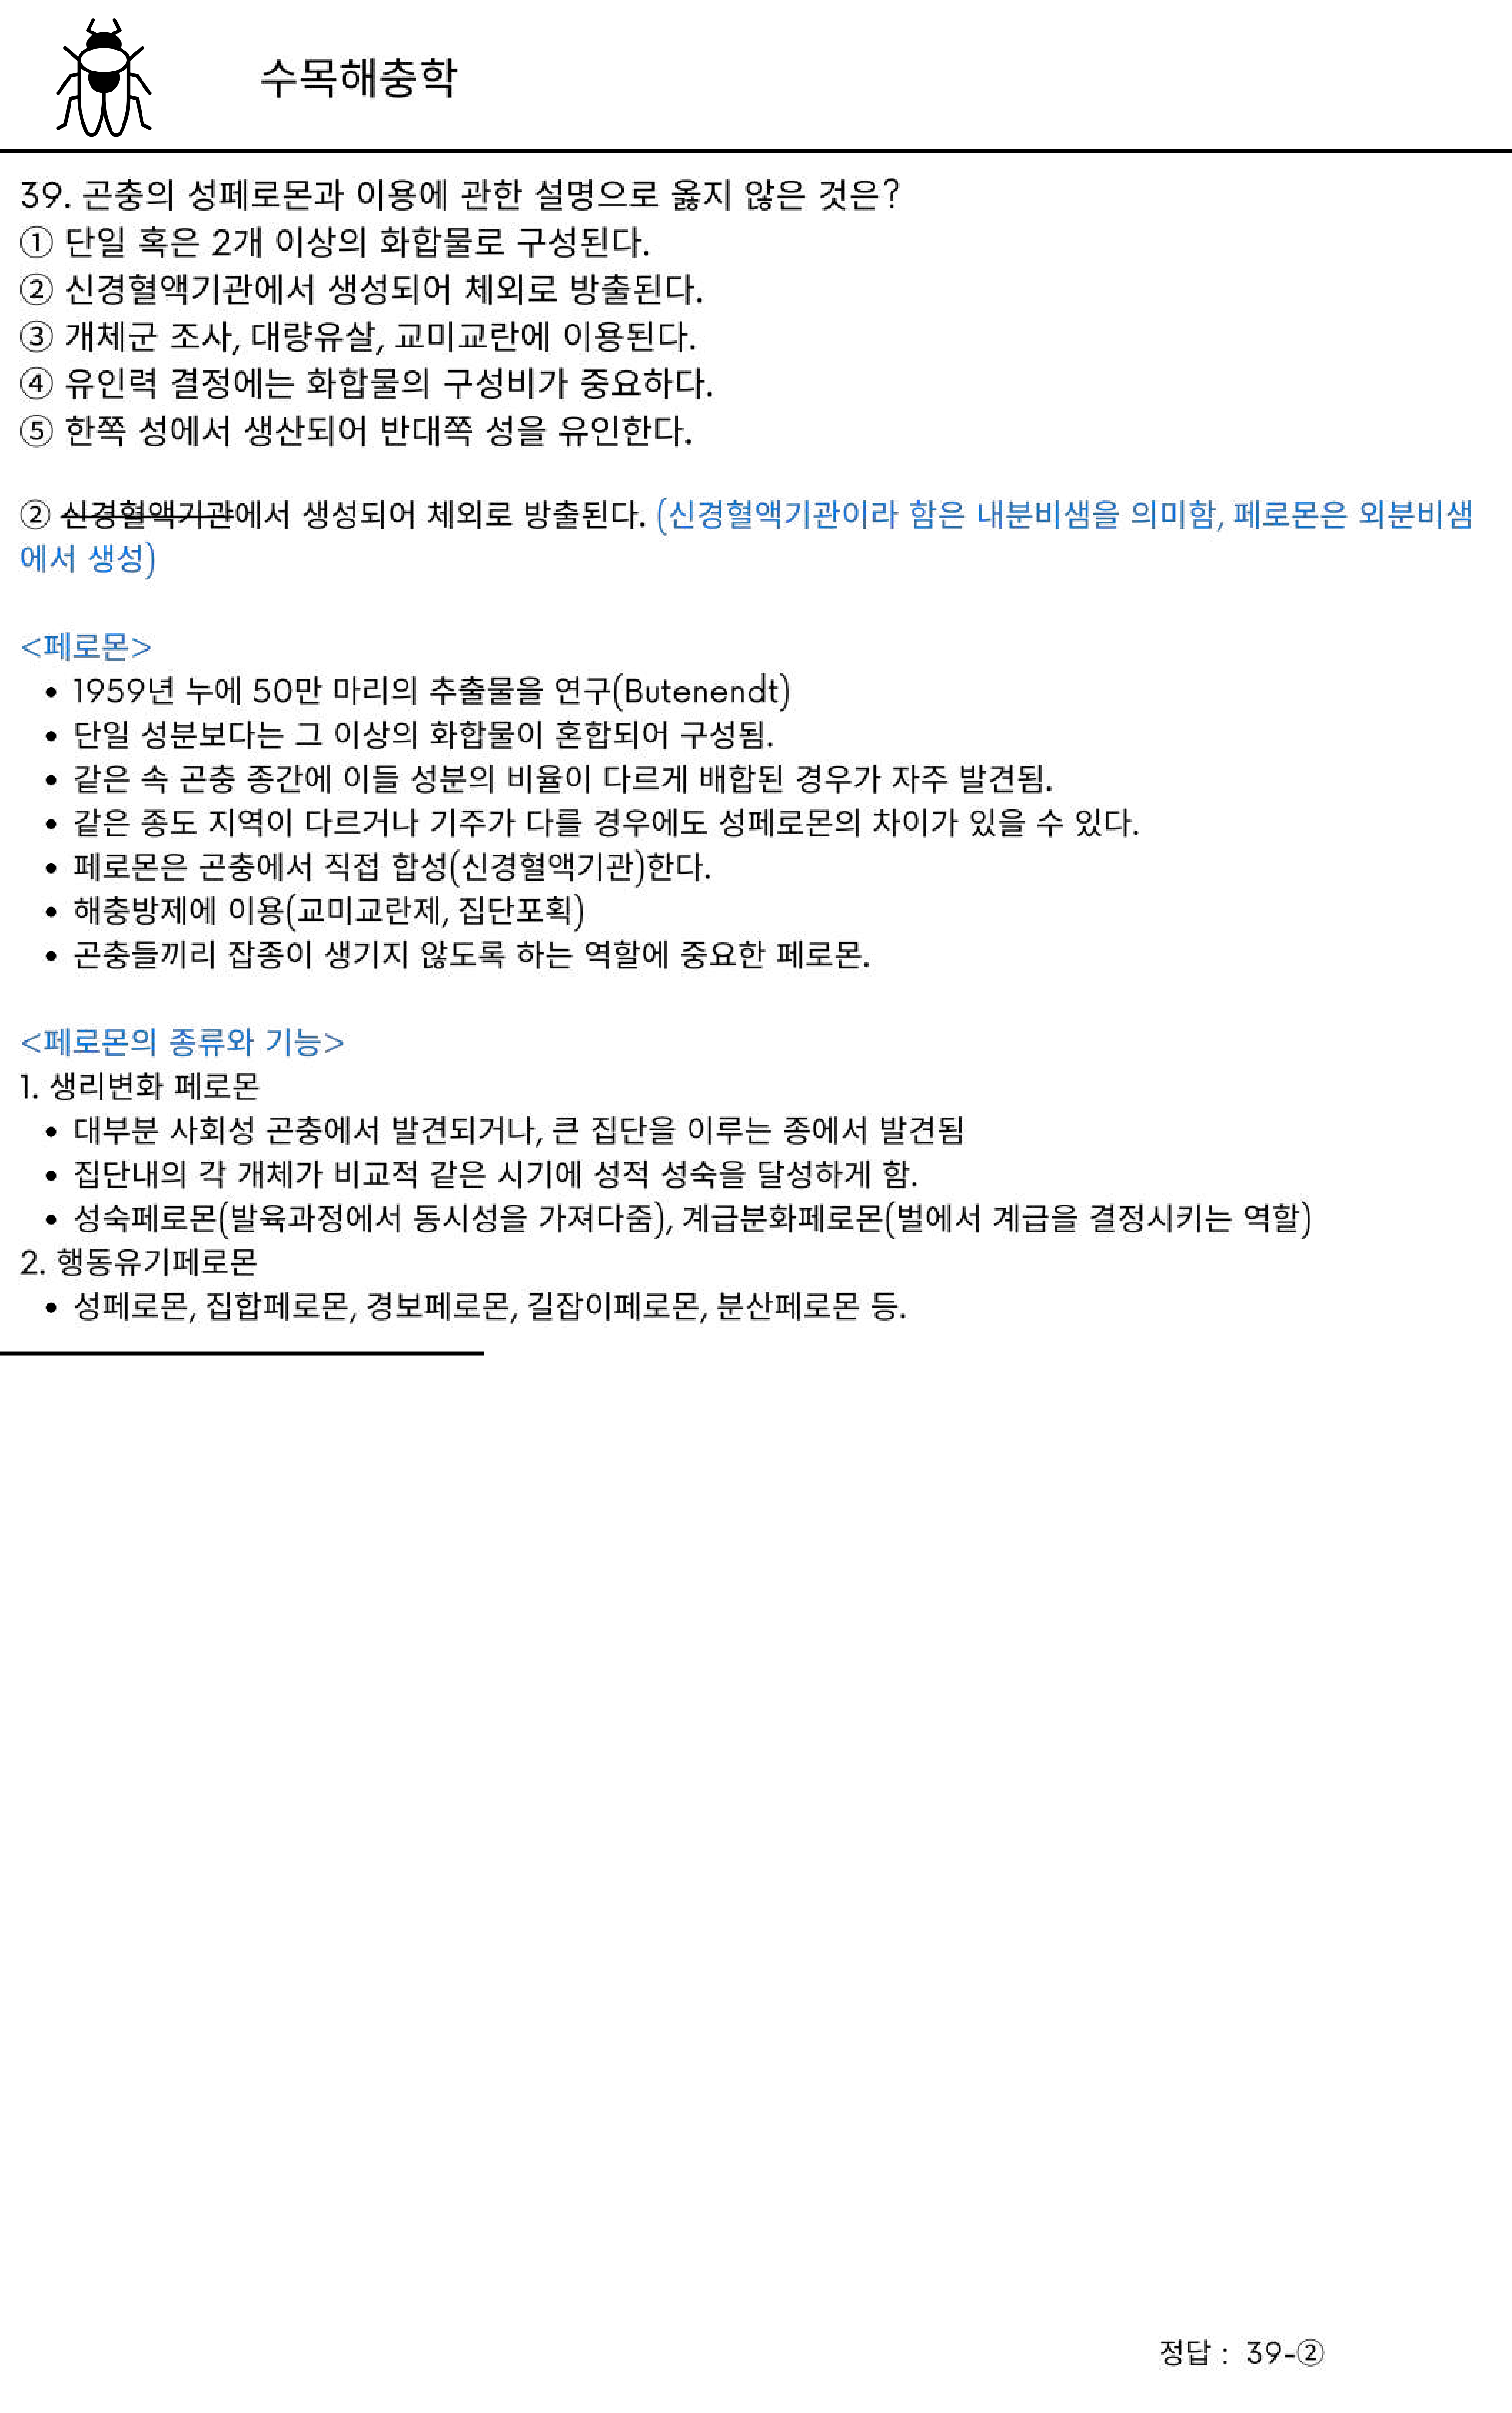 수목해충학
39. 곤충의 성페로몬과 이용에 관한 설명으로 옳지 않은 것은?
① 단일 혹은 2개 이상의 화합물로 구성된다.
② 신경혈액기관에서 생성되어 체외로 방출된다.
③ 개체군 조사, 대량유살, 교미교란에 이용된다.
④ 유인력 결정에는 화합물의 구성비가 중요하다.
⑤ 한쪽 성에서 생산되어 반대쪽 성을 유인한다.
② 신경혈액기관에서 생성되어 체외로 방출된다. (신경혈액기관이라 함은 내분비샘을 의미함, 페로몬은 외분비샘
에서 생성)
<페로몬>
• 1959년 누에 50만 마리의 추출물을 연구(Butenendt)
• 단일 성분보다는 그 이상의 화합물이 혼합되어 구성됨.
• 같은 속 곤충 종간에 이들 성분의 비율이 다르게 배합된 경우가 자주 발견됨.
• 같은 종도 지역이 다르거나 기주가 다를 경우에도 성페로몬의 차이가 있을 수 있다.
• 페로몬은 곤충에서 직접 합성(신경혈액기관)한다.
• 해충방제에 이용(교미교란제, 집단포획)
• 곤충들끼리 잡종이 생기지 않도록 하는 역할에 중요한 페로몬.
<페로몬의 종류와 기능>
1. 생리변화 페로몬
• 대부분 사회성 곤충에서 발견되거나, 큰 집단을 이루는 종에서 발견됨
• 집단내의 각 개체가 비교적 같은 시기에 성적 성숙을 달성하게 함.
• 성숙페로몬(발육과정에서 동시성을 가져다줌), 계급분화페로몬(벌에서 계급을 결정시키는 역할)
2. 행동유기페로몬
• 성페로몬, 집합페로몬, 경보페로몬, 길잡이페로몬, 분산페로몬 등.
정답 : 39-②